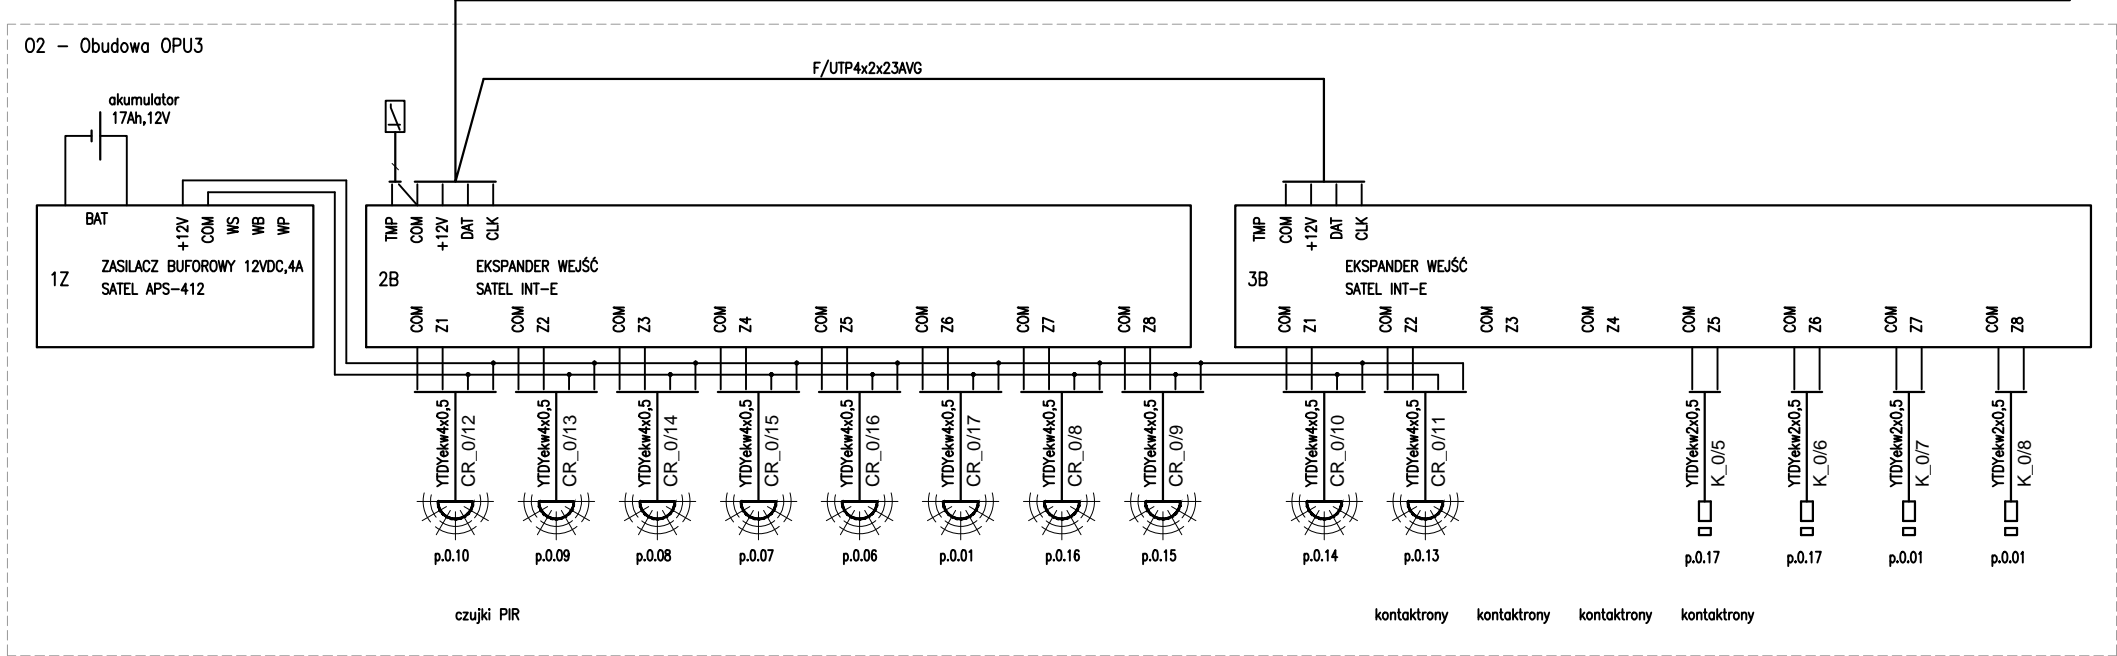 O2 - Obudowa OPU3
F/UTP4x2x23AVG
akumulator
17Ah,12V
BAT
+12V
COM
WS
WB
WP
1Z
ZASILACZ BUFOROWY 12VDC,4A
SATEL APS-412
TMP
COM
+12V
DAT
CLK
2B
EKSPANDER WEJŚĆ
SATEL INT-E
COM
Z1
COM
Z2
COM
Z3
COM
Z4
COM
Z5
COM
Z6
COM
Z7
COM
Z8
TMP
COM
+12V
DAT
CLK
3B
EKSPANDER WEJŚĆ
SATEL INT-E
COM
Z1
COM
Z2
COM
Z3
COM
Z4
COM
Z5
COM
Z6
COM
Z7
COM
Z8
YTDYekw4x0,5
CR_0/12
YTDYekw4x0,5
CR_0/13
YTDYekw4x0,5
CR_0/14
YTDYekw4x0,5
CR_0/15
YTDYekw4x0,5
CR_0/16
YTDYekw4x0,5
CR_0/17
YTDYekw4x0,5
CR_0/8
YTDYekw4x0,5
CR_0/9
YTDYekw4x0,5
CR_0/10
YTDYekw4x0,5
CR_0/11
YTDYekw2x0,5
K_0/5
YTDYekw2x0,5
K_0/6
YTDYekw2x0,5
K_0/7
YTDYekw2x0,5
K_0/8
p.0.10
p.0.09
p.0.08
p.0.07
p.0.06
p.0.01
p.0.16
p.0.15
p.0.14
p.0.13
p.0.17
p.0.17
p.0.01
p.0.01
czujki PIR
kontaktrony
kontaktrony
kontaktrony
kontaktrony